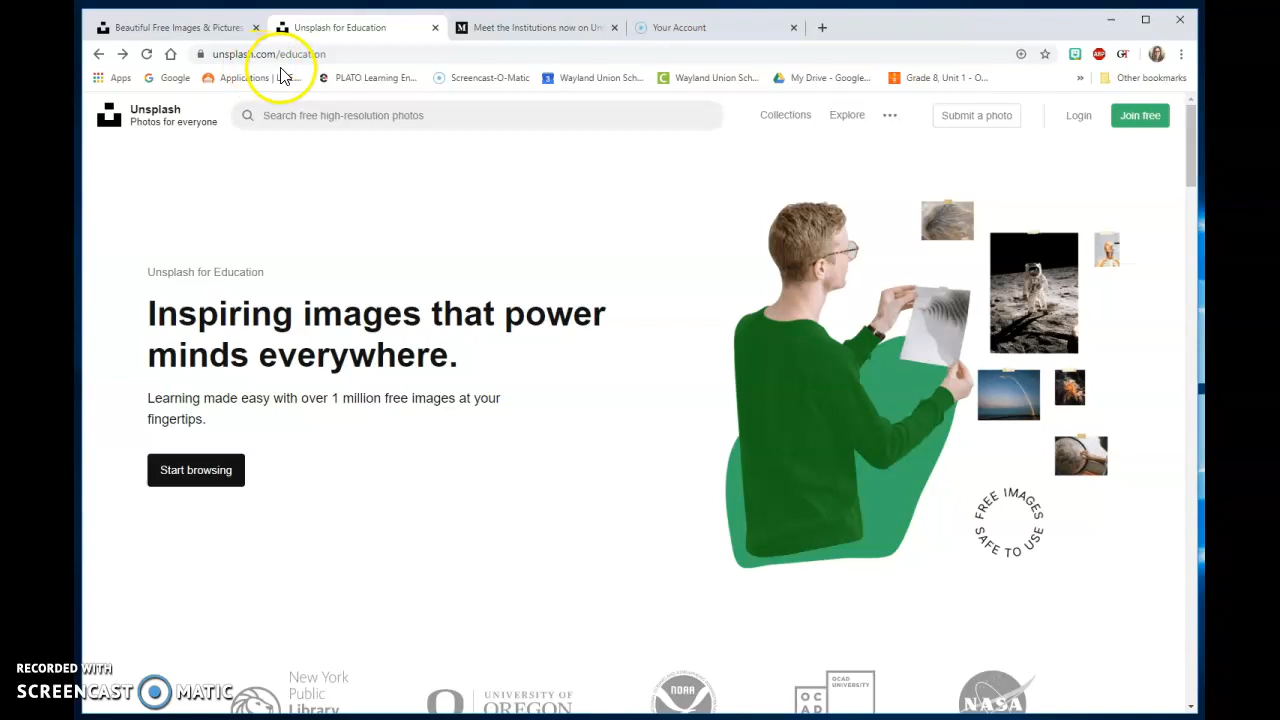 Beautiful Free Images & Pictures
Unsplash for Education
Meet the Institutions now on Un
Your Account
unsplash.com/education
Apps
Google
Applications
PLATO Learning En...
Screencast-O-Matic
Wayland Union Sch...
Wayland Union Sch...
My Drive - Google...
Grade 8, Unit 1 - O...
»
Other bookmarks
Unsplash
Photos for everyone
Search free high-resolution photos
Collections
Explore
Submit a photo
Login
Join free
Unsplash for Education
Inspiring images that power
minds everywhere.
Learning made easy with over 1 million free images at your
fingertips.
Start browsing
FREE IMAGES
SAFE TO USE
RECORDED WITH
SCREENCAST MATIC
New York
Public
Library
UNIVERSITY OF
OREGON
NOAA
OCAD
UNIVERSITY
OC
AD
NASA